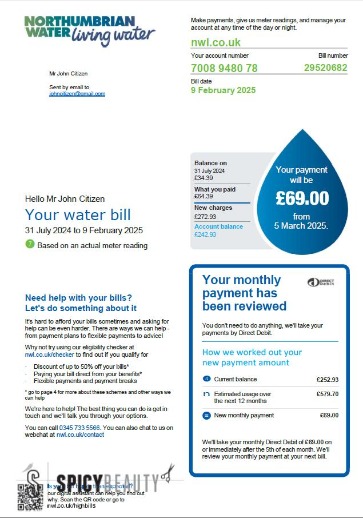 NORTHUMBRIAN
WATER living water
Make payments, give us meter readings, and manage your
account at any time of the day or night.
nwl.co.uk
Your account number
Bill number
7008 9480 78
29520682
Bill date
9 February 2025
Mr John Citizen
Sent by email to
johncitizen@email.com
Balance on
31 July 2024
£34.39
What you paid
£64.39
New charges
£272.93
Account balance
£242.93
Your payment
will be
£69.00
from
5 March 2025.
Hello Mr John Citizen
Your water bill
31 July 2024 to 9 February 2025
Based on an actual meter reading
Need help with your bills?
Let's do something about it
It's hard to afford your bills sometimes and asking for
help can be even harder. There are ways we can help -
from payment plans to flexible payments to advice!
Why not try using our eligibility checker at
nwl.co.uk/checker to find out if you qualify for
· Discount of up to 50% off your bills*
· Paying your bill direct from your benefits*
· Flexible payments and payment breaks
* go to page 4 for more about these schemes and other ways we
can help
We're here to help! The best thing you can do is get in
touch and we'll talk you through your options.
You can call 0345 733 5566. You can also chat to us on
webchat at nwl.co.uk/contact
your digital assistant can help you find out
why. Scan the QR code or go to
nwl.co.uk/highbills
SPICYBEAUTY
Your monthly
payment has
been reviewed
DIRECT Debit
You don't need to do anything, we'll take your
payments by Direct Debit.
How we worked out your
new payment amount
Current balance £252.93
Estimated usage over
the next 12 months £579.70
New monthly payment £69.00
We'll take your monthly Direct Debit of £69.00 on
or immediately after the 5th of each month. We'll
review your monthly payment at your next bill.